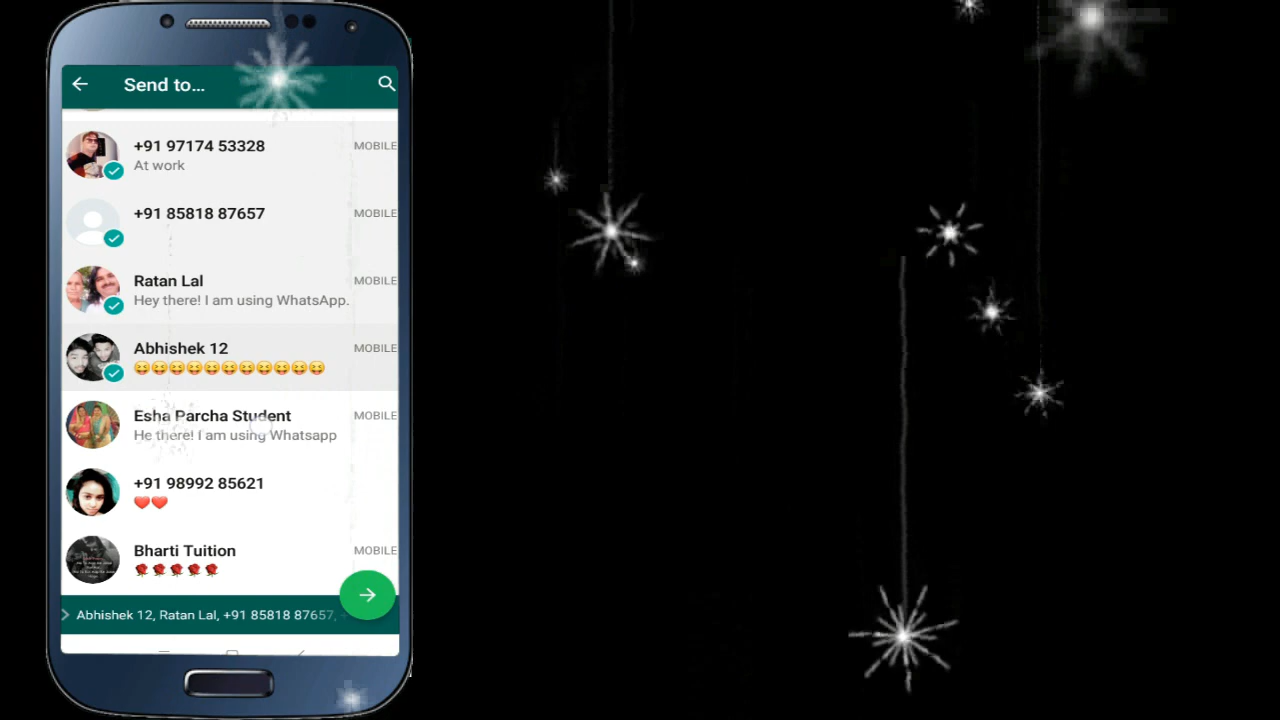 Send to...
+91 97174 53328 MOBILE
At work
+91 85818 87657 MOBILE
Ratan Lal MOBILE
Hey there! I am using WhatsApp.
Abhishek 12 MOBILE
😝😝😝😝😝😝😝😝😝😝😝
Esha Parcha Student MOBILE
He there! I am using Whatsapp
+91 98992 85621
❤️❤️
Bharti Tuition MOBILE
🌹🌹🌹🌹🌹
Abhishek 12, Ratan Lal, +91 85818 87657,